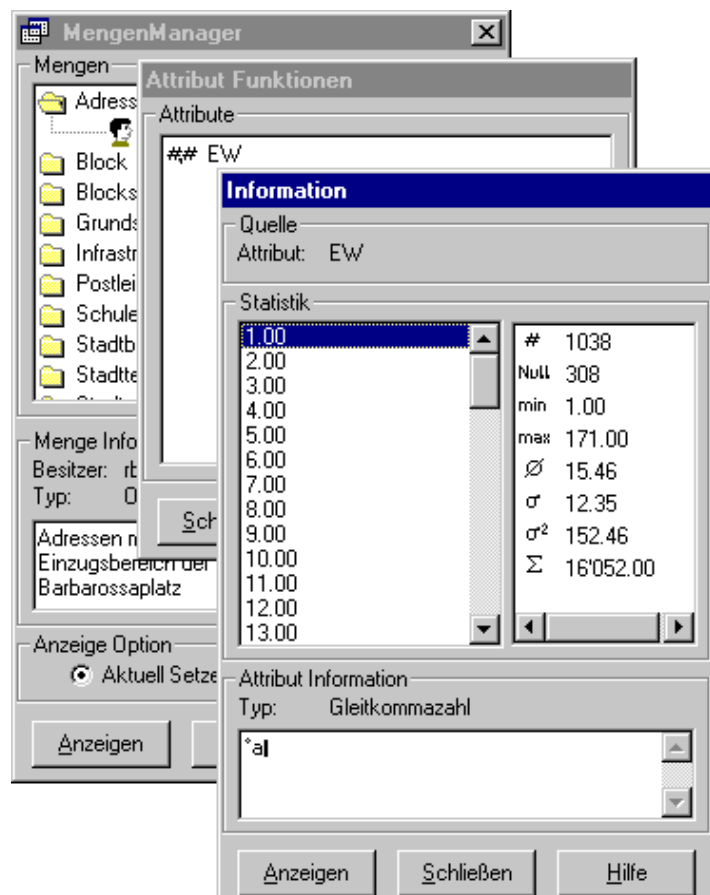 MengenManager
Mengen
Adress
Block
Blocks
Grunds
Infrastr
Postlei
Schule
Stadtb
Stadtte
Menge Info
Besitzer: rb
Typ: O
Adressen n
Einzugsbereich der
Barbarossaplatz
Anzeige Option
Aktuell Setze
Anzeigen
Attribut Funktionen
Attribute
#,# EW
Sch
Information
Quelle
Attribut: EW
Statistik
1.00
2.00
3.00
4.00
5.00
6.00
7.00
8.00
9.00
10.00
11.00
12.00
13.00
# 1038
Null 308
min 1.00
max 171.00
Ø 15.46
σ 12.35
σ² 152.46
Σ 16'052.00
Attribut Information
Typ: Gleitkommazahl
*a
Anzeigen Schließen Hilfe